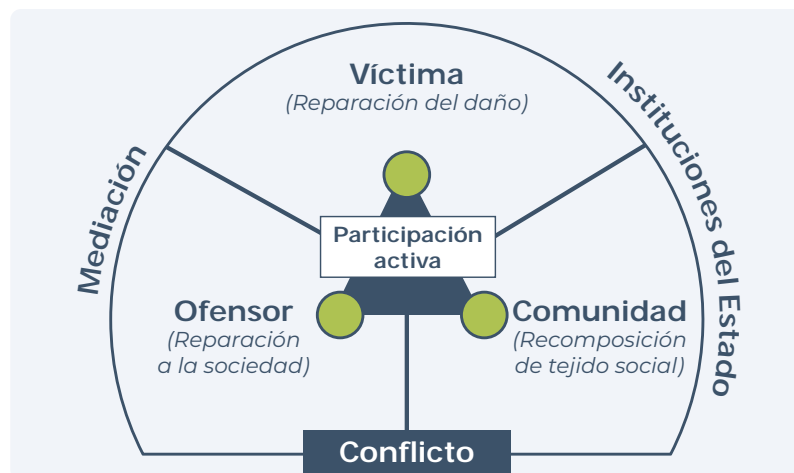 Víctima
(Reparación del daño)
Mediación
Instituciones del Estado
Participación
activa
Ofensor
(Reparación
a la sociedad)
Comunidad
(Recomposición
de tejido social)
Conflicto